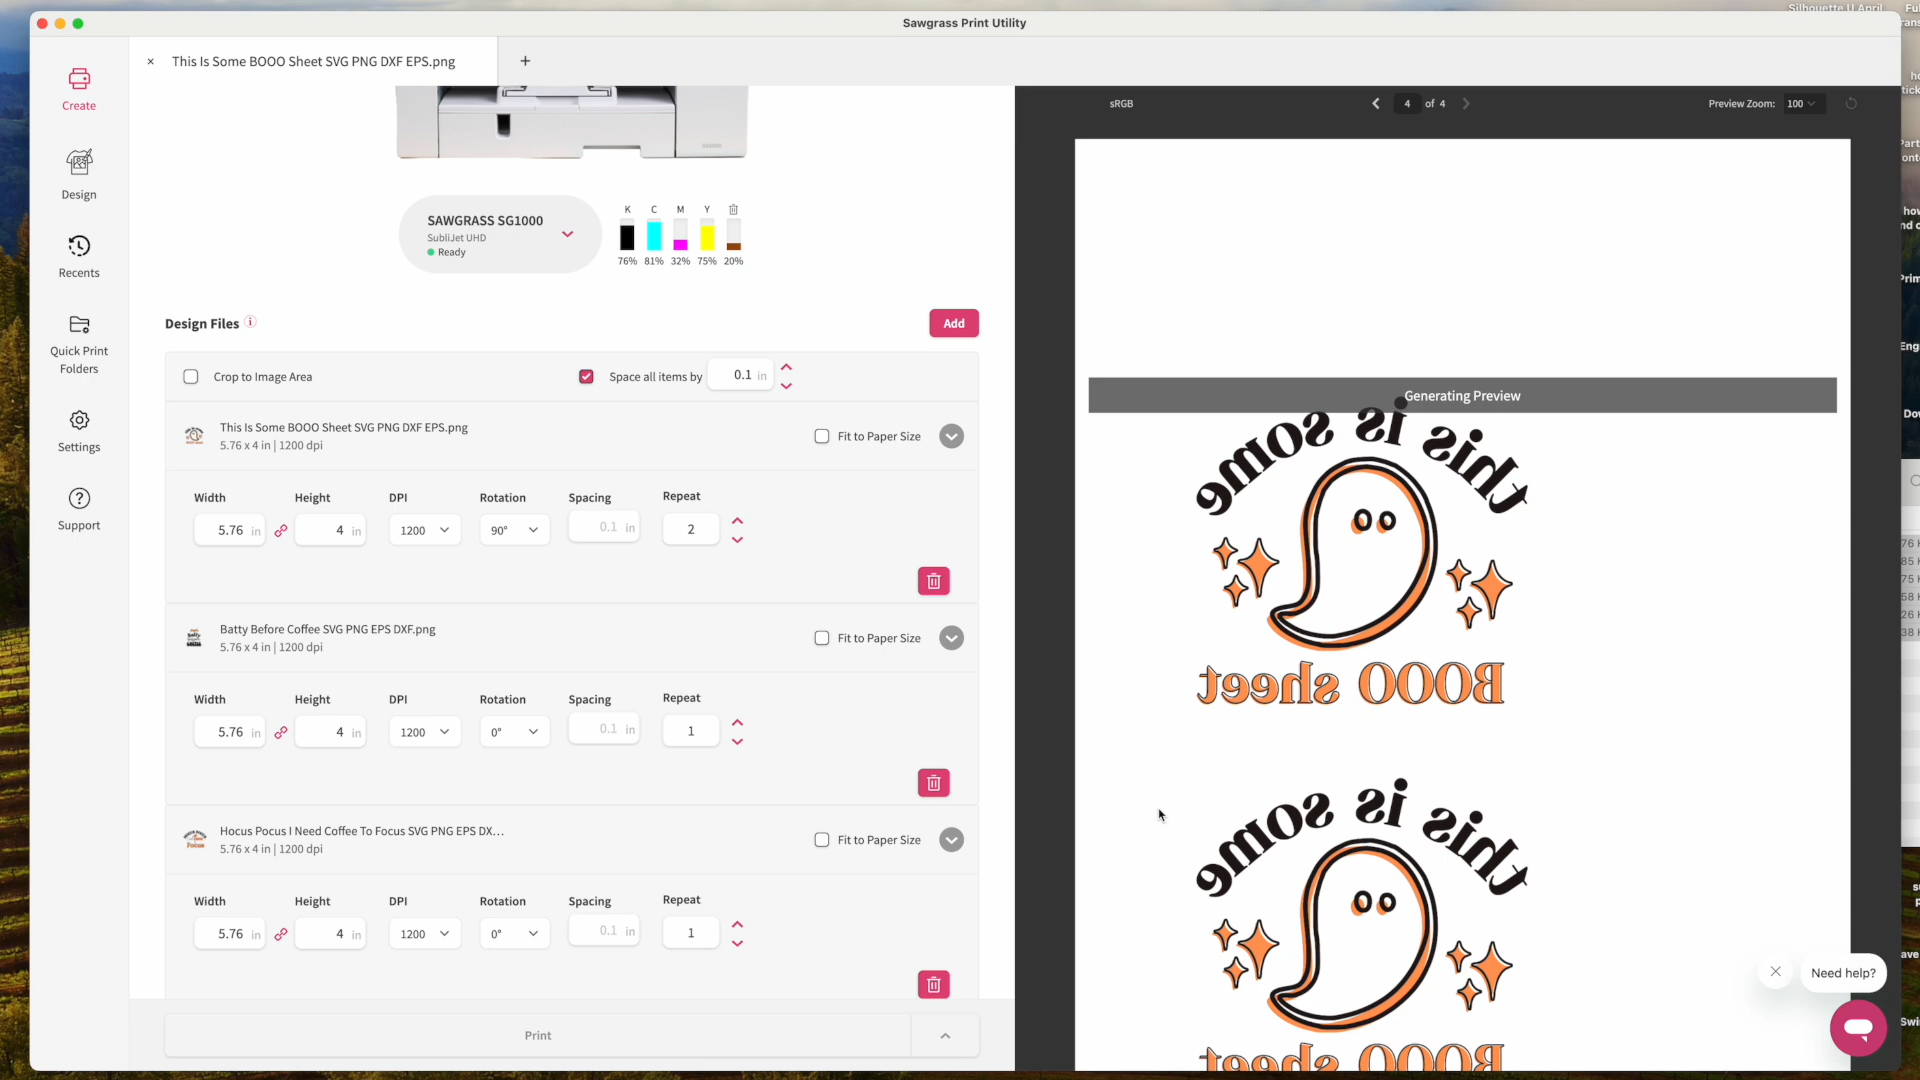 Sawgrass Print Utility
This Is Some BOOO Sheet SVG PNG DXF EPS.png
Create
Design
Recents
Quick Print
Folders
Settings
Support
SAWGRASS SG1000
SubliJet UHD
Ready
K C M Y
76% 81% 32% 75% 20%
Design Files
Add
Crop to Image Area
Space all items by 0.1 in
This Is Some BOOO Sheet SVG PNG DXF EPS.png
5.76 x 4 in | 1200 dpi
Fit to Paper Size
Width Height DPI Rotation Spacing Repeat
5.76 in 4 in 1200 90° 0.1 in 2
Batty Before Coffee SVG PNG EPS DXF.png
5.76 x 4 in | 1200 dpi
Fit to Paper Size
Width Height DPI Rotation Spacing Repeat
5.76 in 4 in 1200 0° 0.1 in 1
Hocus Pocus I Need Coffee To Focus SVG PNG EPS DX...
5.76 x 4 in | 1200 dpi
Fit to Paper Size
Width Height DPI Rotation Spacing Repeat
5.76 in 4 in 1200 0° 0.1 in 1
Print
sRGB
4 of 4
Preview Zoom: 100
Generating Preview
this is some
BOOO sheet
this is some
BOOO sheet
Need help?
Silhouette U April